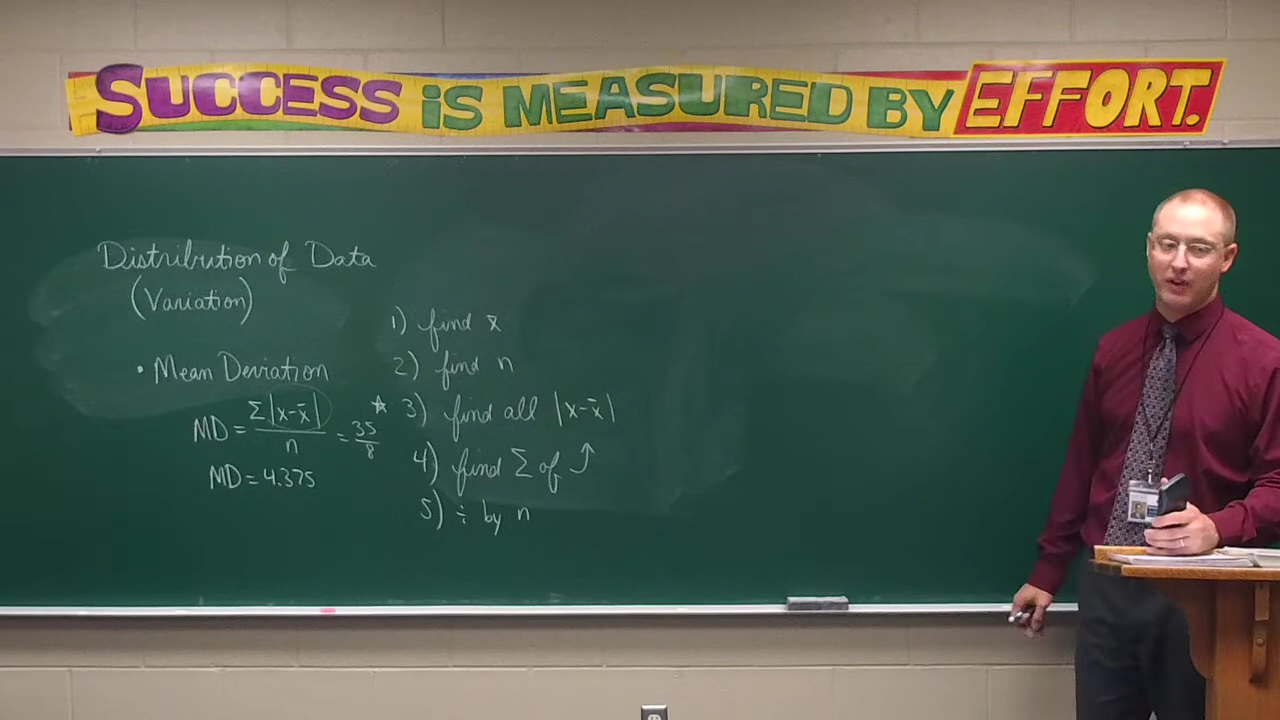 SUCCESS iS MEASURED BY EFFORT.
Distribution of Data
(Variation)
• Mean Deviation
MD = Σ|x-x̄| / n = 35/8
MD = 4.375
1) find x̄
2) find n
* 3) find all |x-x̄|
4) find Σ of ⤴
5) ÷ by n